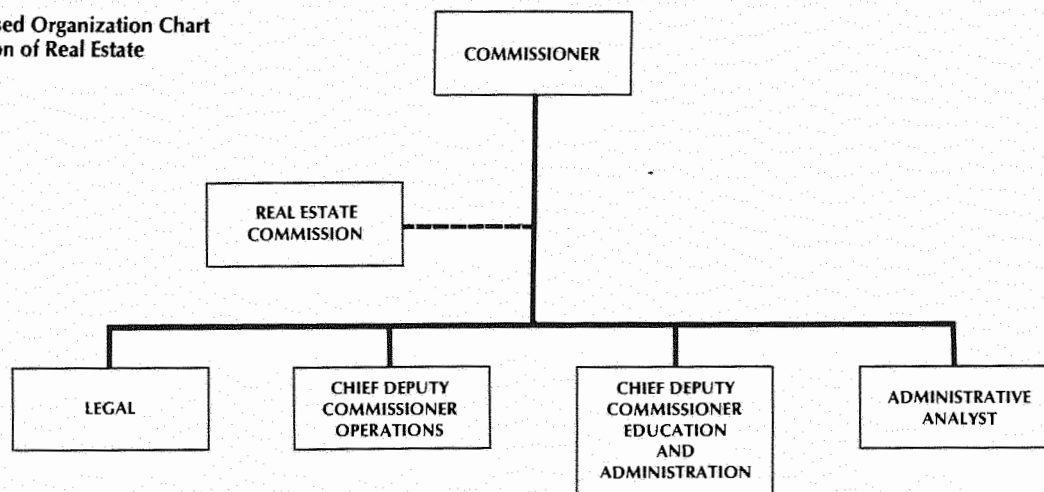 sed Organization Chart
on of Real Estate
COMMISSIONER
REAL ESTATE
COMMISSION
LEGAL
CHIEF DEPUTY
COMMISSIONER
OPERATIONS
CHIEF DEPUTY
COMMISSIONER
EDUCATION
AND
ADMINISTRATION
ADMINISTRATIVE
ANALYST